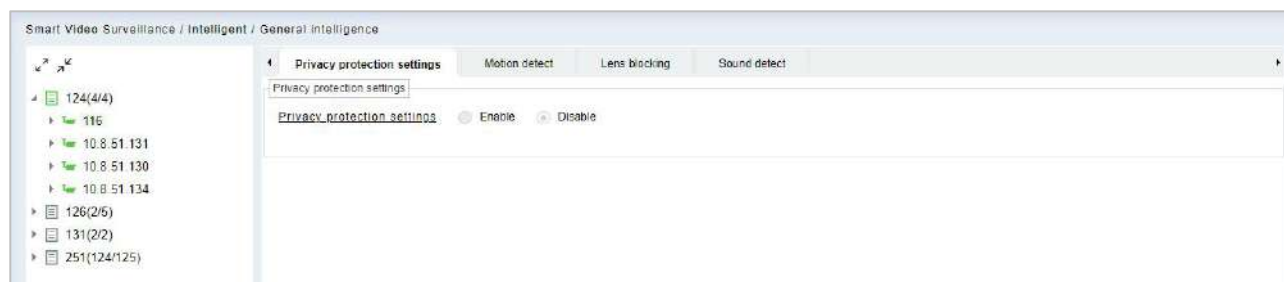 Smart Video Surveillance / Intelligent / General intelligence
Privacy protection settings Motion detect Lens blocking Sound detect
Privacy protection settings
Privacy protection settings Enable Disable
124(4/4)
116
10.8.51.131
10.8.51.130
10.8.51.134
126(2/5)
131(2/2)
251(124/125)